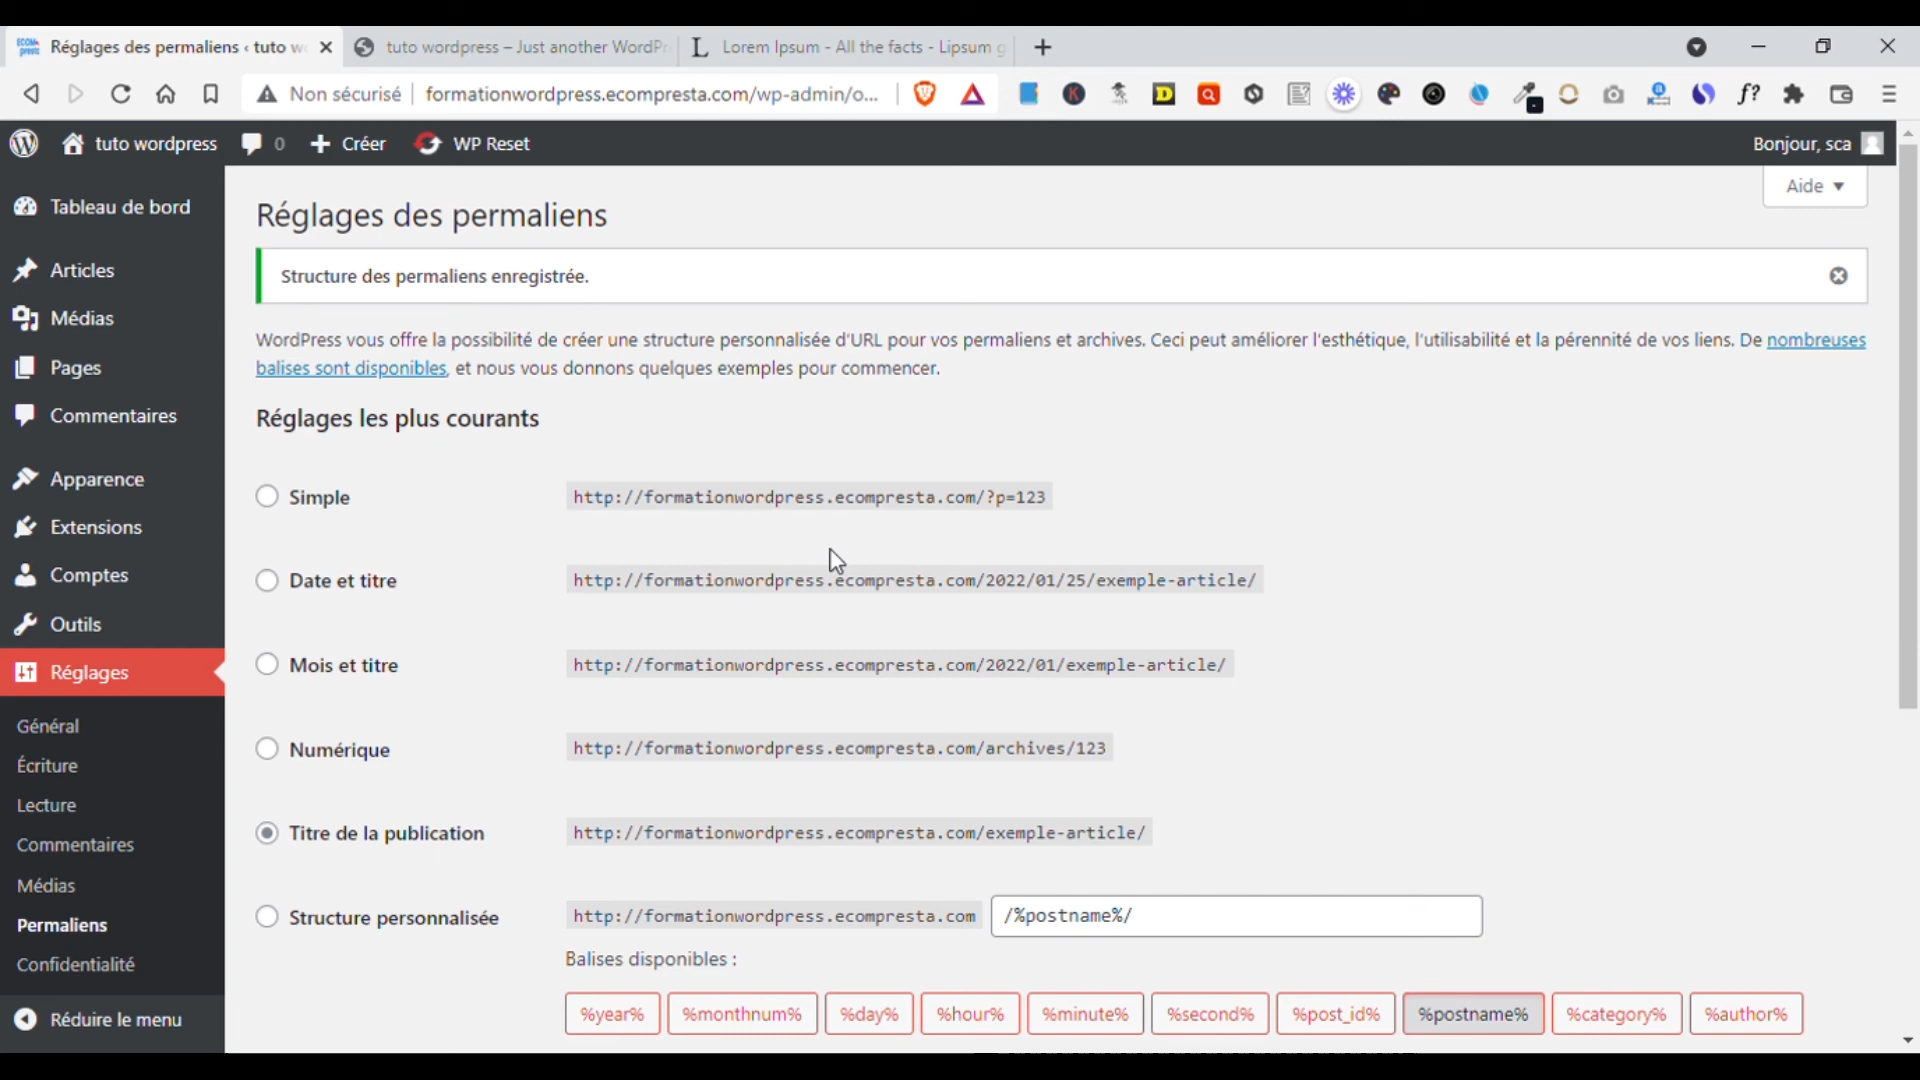 Réglages des permaliens ‹ tuto w
tuto wordpress – Just another WordPr
Lorem Ipsum - All the facts - Lipsum g
Non sécurisé
formationwordpress.ecompresta.com/wp-admin/o...
tuto wordpress
0
Créer
WP Reset
Bonjour, sca
Aide
Tableau de bord
Articles
Médias
Pages
Commentaires
Apparence
Extensions
Comptes
Outils
Réglages
Général
Écriture
Lecture
Commentaires
Médias
Permaliens
Confidentialité
Réduire le menu
Réglages des permaliens
Structure des permaliens enregistrée.
WordPress vous offre la possibilité de créer une structure personnalisée d'URL pour vos permaliens et archives. Ceci peut améliorer l'esthétique, l'utilisabilité et la pérennité de vos liens. De nombreuses
balises sont disponibles, et nous vous donnons quelques exemples pour commencer.
Réglages les plus courants
Simple http://formationwordpress.ecompresta.com/?p=123
Date et titre http://formationwordpress.ecompresta.com/2022/01/25/exemple-article/
Mois et titre http://formationwordpress.ecompresta.com/2022/01/exemple-article/
Numérique http://formationwordpress.ecompresta.com/archives/123
Titre de la publication http://formationwordpress.ecompresta.com/exemple-article/
Structure personnalisée http://formationwordpress.ecompresta.com /%postname%/
Balises disponibles :
%year% %monthnum% %day% %hour% %minute% %second% %post_id% %postname% %category% %author%